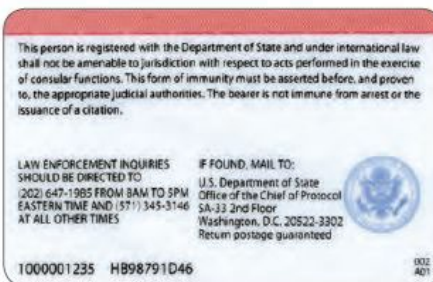 This person is registered with the Department of State and under international law
shall not be amenable to jurisdiction with respect to acts performed in the exercise
of consular functions. This form of immunity must be asserted before, and proven
to, the appropriate judicial authorities. The bearer is not immune from arrest or the
issuance of a citation.
LAW ENFORCEMENT INQUIRIES
SHOULD BE DIRECTED TO
(202) 647-1985 FROM 8AM TO 5PM
EASTERN TIME AND (571) 345-3146
AT ALL OTHER TIMES
IF FOUND, MAIL TO:
U.S. Department of State
Office of the Chief of Protocol
SA-33 2nd Floor
Washington, D.C. 20522-3302
Return postage guaranteed
1000001235 HB98791D46
002
A01